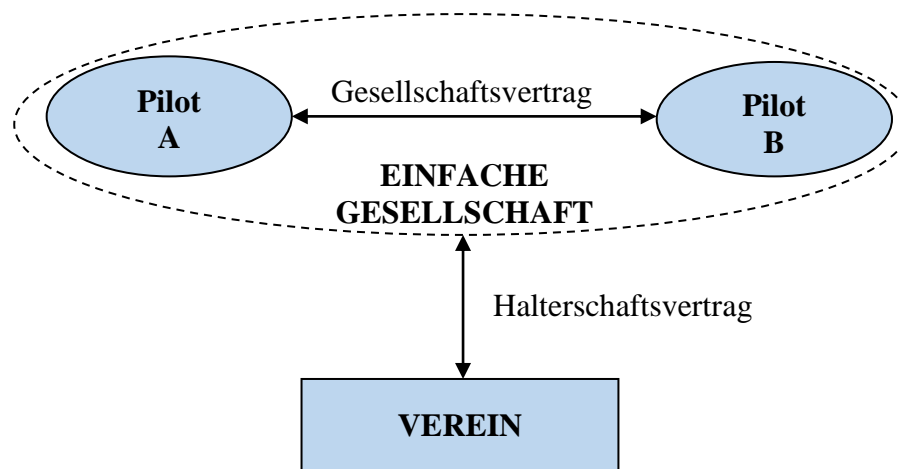 Pilot
A
Gesellschaftsvertrag
Pilot
B
EINFACHE
GESELLSCHAFT
Halterschaftsvertrag
VEREIN